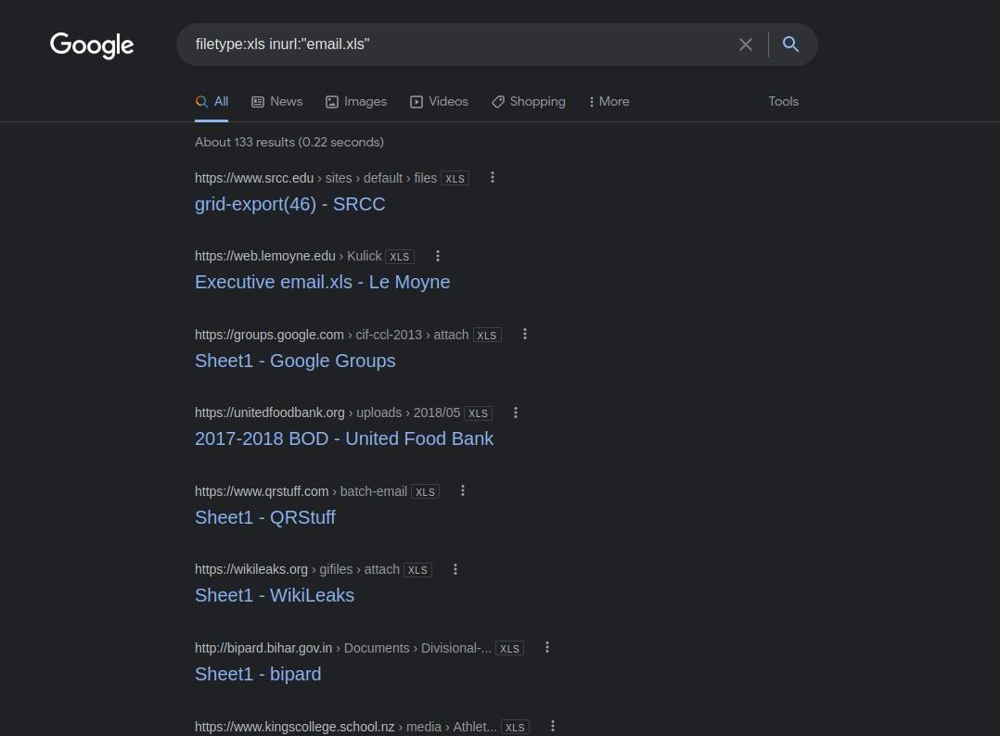 Google
filetype:xls inurl:"email.xls"
All News Images Videos Shopping More Tools
About 133 results (0.22 seconds)
https://www.srcc.edu › sites › default › files XLS
grid-export(46) - SRCC
https://web.lemoyne.edu › Kulick XLS
Executive email.xls - Le Moyne
https://groups.google.com › cif-ccl-2013 › attach XLS
Sheet1 - Google Groups
https://unitedfoodbank.org › uploads › 2018/05 XLS
2017-2018 BOD - United Food Bank
https://www.qrstuff.com › batch-email XLS
Sheet1 - QRStuff
https://wikileaks.org › gifiles › attach XLS
Sheet1 - WikiLeaks
http://bipard.bihar.gov.in › Documents › Divisional-... XLS
Sheet1 - bipard
https://www.kingscollege.school.nz › media › Athlet... XLS